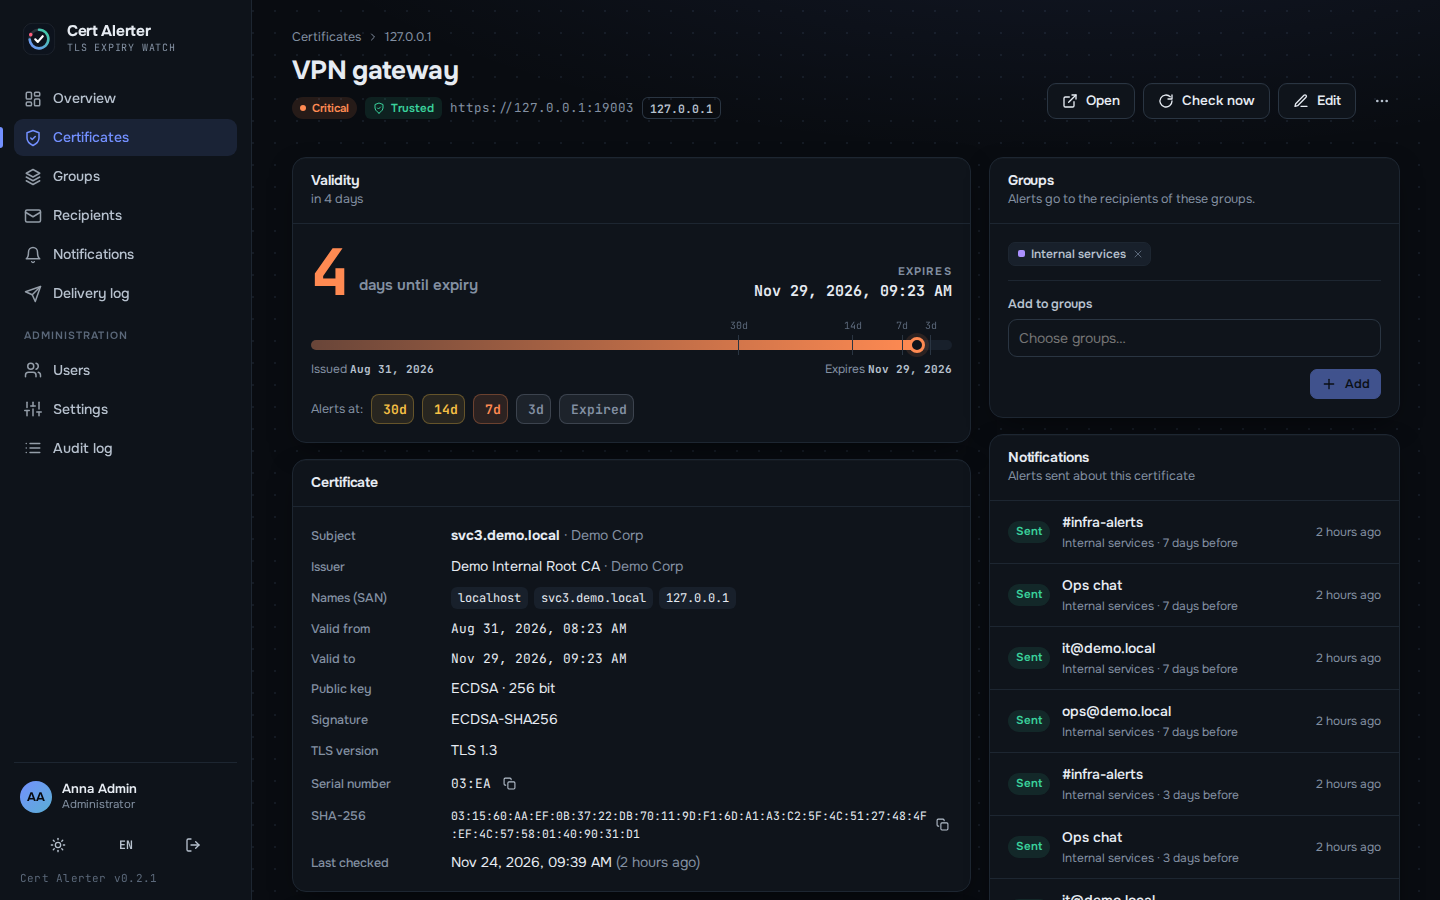 Cert Alerter
TLS EXPIRY WATCH
Overview
Certificates
Groups
Recipients
Notifications
Delivery log
ADMINISTRATION
Users
Settings
Audit log
AA
Anna Admin
Administrator
EN
Cert Alerter v0.2.1
Certificates > 127.0.0.1
VPN gateway
Critical Trusted https://127.0.0.1:19003 127.0.0.1
Open Check now Edit ...
Validity
in 4 days
4 days until expiry
EXPIRES
Nov 29, 2026, 09:23 AM
30d 14d 7d 3d
Issued Aug 31, 2026 Expires Nov 29, 2026
Alerts at: 30d 14d 7d 3d Expired
Certificate
Subject svc3.demo.local · Demo Corp
Issuer Demo Internal Root CA · Demo Corp
Names (SAN) localhost svc3.demo.local 127.0.0.1
Valid from Aug 31, 2026, 08:23 AM
Valid to Nov 29, 2026, 09:23 AM
Public key ECDSA · 256 bit
Signature ECDSA-SHA256
TLS version TLS 1.3
Serial number 03:EA
SHA-256 03:15:60:AA:EF:0B:37:22:DB:70:11:9D:F1:6D:A1:A3:C2:5F:4C:51:27:48:4F
:EF:4C:57:58:01:40:90:31:D1
Last checked Nov 24, 2026, 09:39 AM (2 hours ago)
Groups
Alerts go to the recipients of these groups.
Internal services ×
Add to groups
Choose groups...
+ Add
Notifications
Alerts sent about this certificate
Sent #infra-alerts
Internal services · 7 days before 2 hours ago
Sent Ops chat
Internal services · 7 days before 2 hours ago
Sent it@demo.local
Internal services · 7 days before 2 hours ago
Sent ops@demo.local
Internal services · 7 days before 2 hours ago
Sent #infra-alerts
Internal services · 3 days before 2 hours ago
Sent Ops chat
Internal services · 3 days before 2 hours ago
it@demo.local